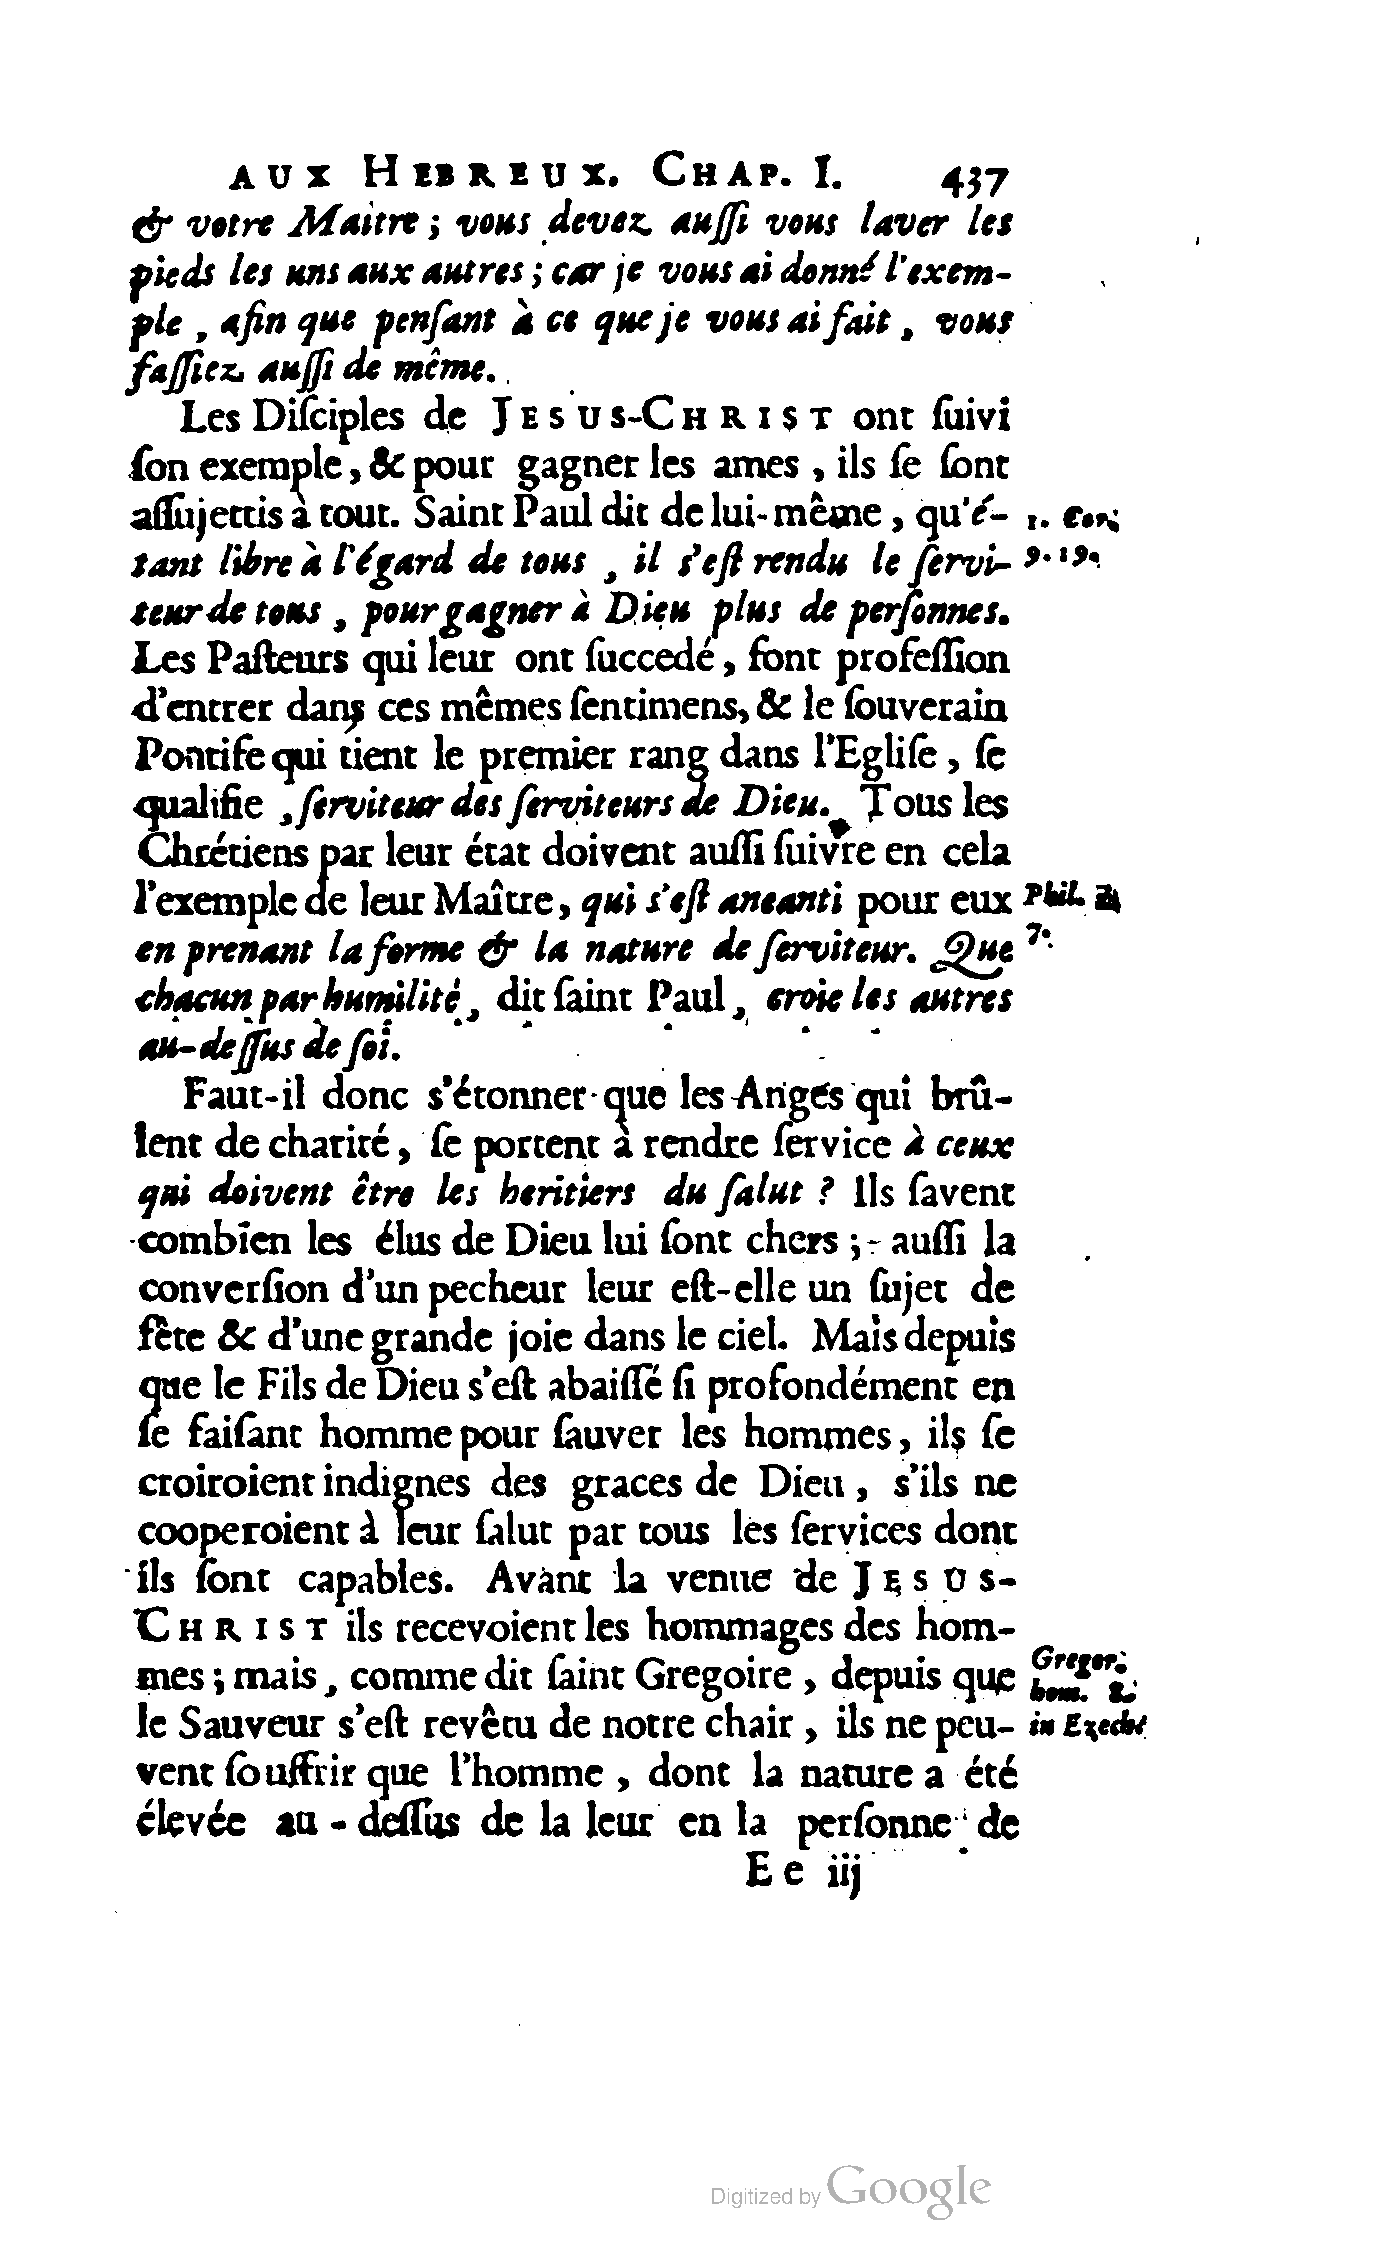 AUX HEBREUX. CHAP. I. 437
& votre Maitre ; vous devez auſſi vous laver les
pieds les uns aux autres ; car je vous ai donné l'exem-
ple , afin que penſant à ce que je vous ai fait , vous
faſſiez auſſi de même.
Les Diſciples de JESUS-CHRIST ont ſuivi
ſon exemple, & pour gagner les ames , ils ſe ſont
aſſujettis à tout. Saint Paul dit de lui-même , qu'é-
1. Cor.
tant libre à l'égard de tous , il s'eſt rendu le ſervi-
9. 19.
teur de tous , pour gagner à Dieu plus de perſonnes.
Les Paſteurs qui leur ont ſuccedé , font profeſſion
d'entrer dans ces mêmes ſentimens, & le ſouverain
Pontife qui tient le premier rang dans l'Egliſe , ſe
qualifie , ſerviteur des ſerviteurs de Dieu. Tous les
Chrétiens par leur état doivent auſſi ſuivre en cela
l'exemple de leur Maître, qui s'eſt aneanti pour eux
Phil. 2.
en prenant la forme & la nature de ſerviteur. Que
7.
chacun par humilité , dit ſaint Paul , croie les autres
au-deſſus de ſoi.
Faut-il donc s'étonner que les Anges qui brû-
lent de charité , ſe portent à rendre ſervice à ceux
qui doivent être les heritiers du ſalut ? Ils ſavent
combien les élus de Dieu lui ſont chers ; auſſi la
converſion d'un pecheur leur eſt-elle un ſujet de
fête & d'une grande joie dans le ciel. Mais depuis
que le Fils de Dieu s'eſt abaiſſé ſi profondément en
ſe faiſant homme pour ſauver les hommes , ils ſe
croiroient indignes des graces de Dieu , s'ils ne
cooperoient à leur ſalut par tous les ſervices dont
ils ſont capables. Avant la venue de JESUS-
CHRIST ils recevoient les hommages des hom-
mes ; mais , comme dit ſaint Gregoire , depuis que
Gregor.
hom. 8.
le Sauveur s'eſt revêtu de notre chair , ils ne peu-
in Ezech.
vent ſouffrir que l'homme , dont la nature a été
élevée au - deſſus de la leur en la perſonne de
E e iij
Digitized by Google